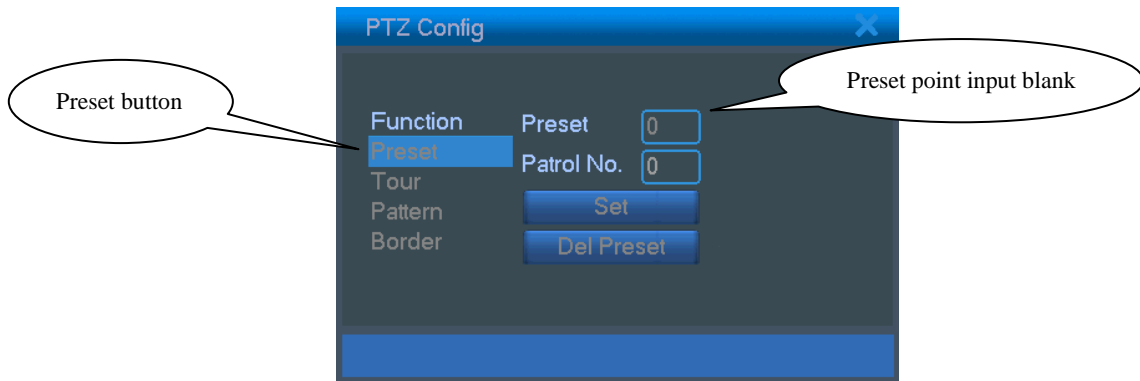 PTZ Config
Preset button
Preset point input blank
Function
Preset
Tour
Pattern
Border
Preset 0
Patrol No. 0
Set
Del Preset